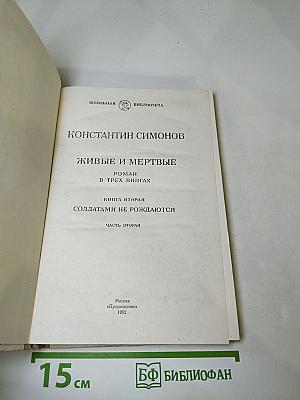 ШКОЛЬНАЯ БИБЛИОТЕКА
КОНСТАНТИН СИМОНОВ
ЖИВЫЕ И МЕРТВЫЕ
РОМАН
В ТРЕХ КНИГАХ
КНИГА ВТОРАЯ
СОЛДАТАМИ НЕ РОЖДАЮТСЯ
ЧАСТЬ ВТОРАЯ
Москва
«Просвещение»
1982
15 см
БФ БИБЛИОФАН